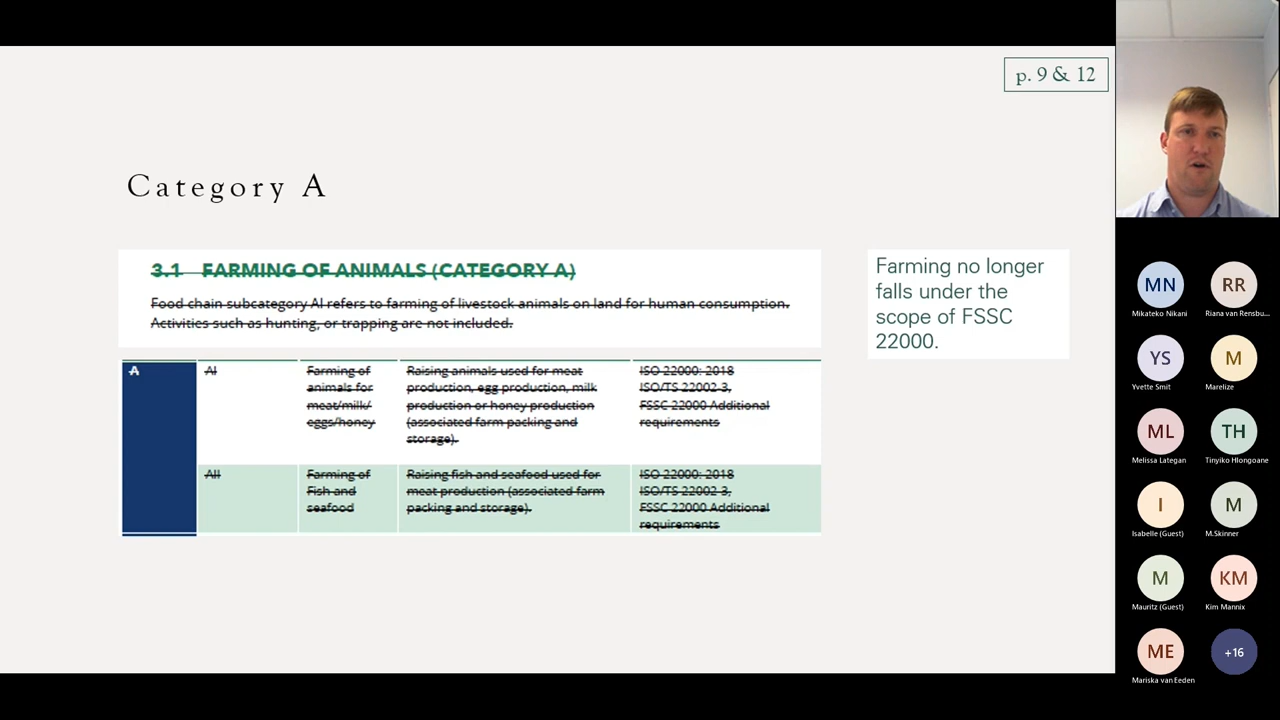 p. 9 & 12
Category A
3.1 FARMING OF ANIMALS (CATEGORY A)
Food chain subcategory AI refers to farming of livestock animals on land for human consumption.
Activities such as hunting, or trapping are not included.
Farming no longer
falls under the
scope of FSSC
22000.
A
AI
Farming of
animals for
meat/milk/
eggs/honey
Raising animals used for meat
production, egg production, milk
production or honey production
(associated farm packing and
storage).
ISO 22000: 2018
ISO/TS 22002-3,
FSSC 22000 Additional
requirements
AII
Farming of
Fish and
seafood
Raising fish and seafood used for
meat production (associated farm
packing and storage).
ISO 22000: 2018
ISO/TS 22002-3,
FSSC 22000 Additional
requirements
MN
Mikateko Nikani
RR
Riana van Rensbu...
YS
Yvette Smit
M
Marelize
ML
Melissa Lategan
TH
Tinyiko Hlongoane
I
Isabelle (Guest)
M
M.Skinner
M
Mauritz (Guest)
KM
Kim Mannix
ME
Mariska van Eeden
+16